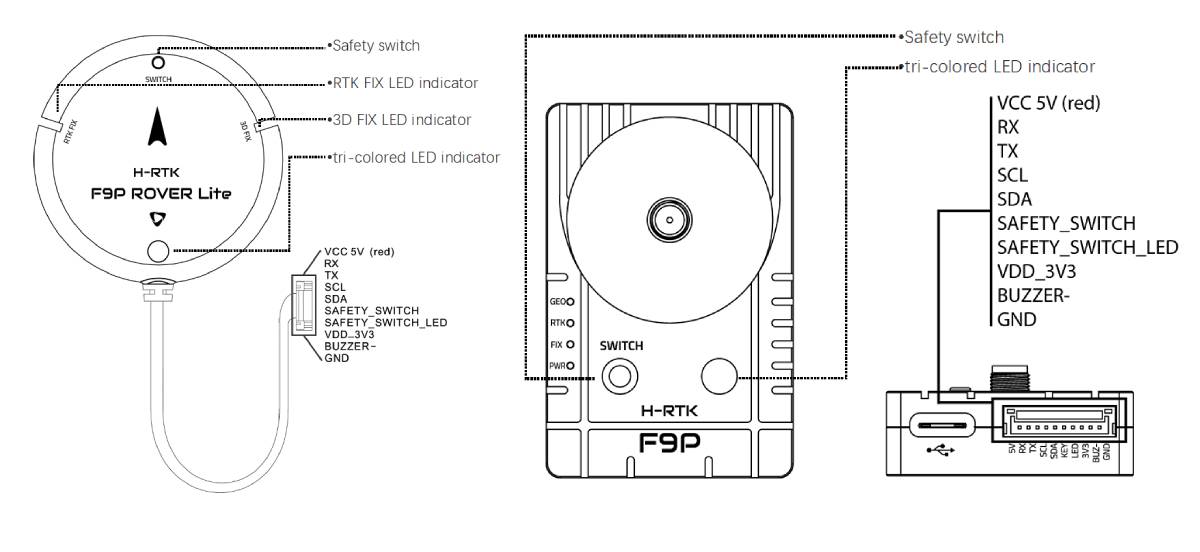 •Safety switch
SWITCH
•RTK FIX LED indicator
•3D FIX LED indicator
RTK FIX
3D FIX
•tri-colored LED indicator
H-RTK
F9P ROVER Lite
VCC 5V (red)
RX
TX
SCL
SDA
SAFETY_SWITCH
SAFETY_SWITCH_LED
VDD_3V3
BUZZER-
GND
•Safety switch
•tri-colored LED indicator
GEO
RTK
FIX
PWR
SWITCH
H-RTK
F9P
VCC 5V (red)
RX
TX
SCL
SDA
SAFETY_SWITCH
SAFETY_SWITCH_LED
VDD_3V3
BUZZER-
GND
5V
RX
TX
SCL
SDA
KEY
LED
3V3
BUZ-
GND